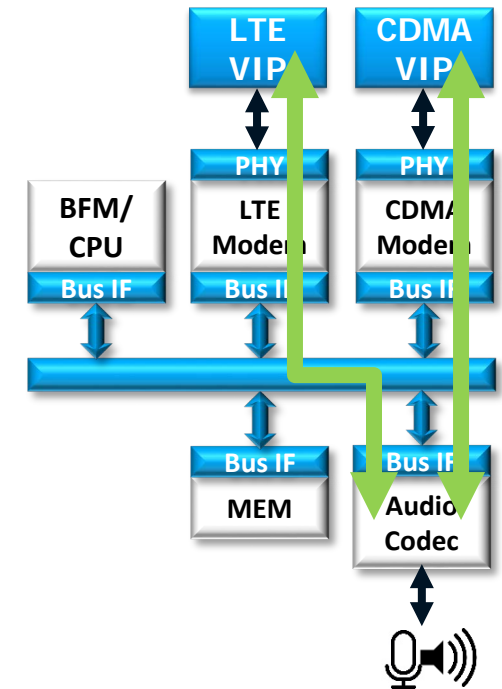 LTE
VIP
CDMA
VIP
PHY
PHY
BFM/
CPU
LTE
Modem
CDMA
Modem
Bus IF
Bus IF
Bus IF
Bus IF
Bus IF
MEM
Audio
Codec